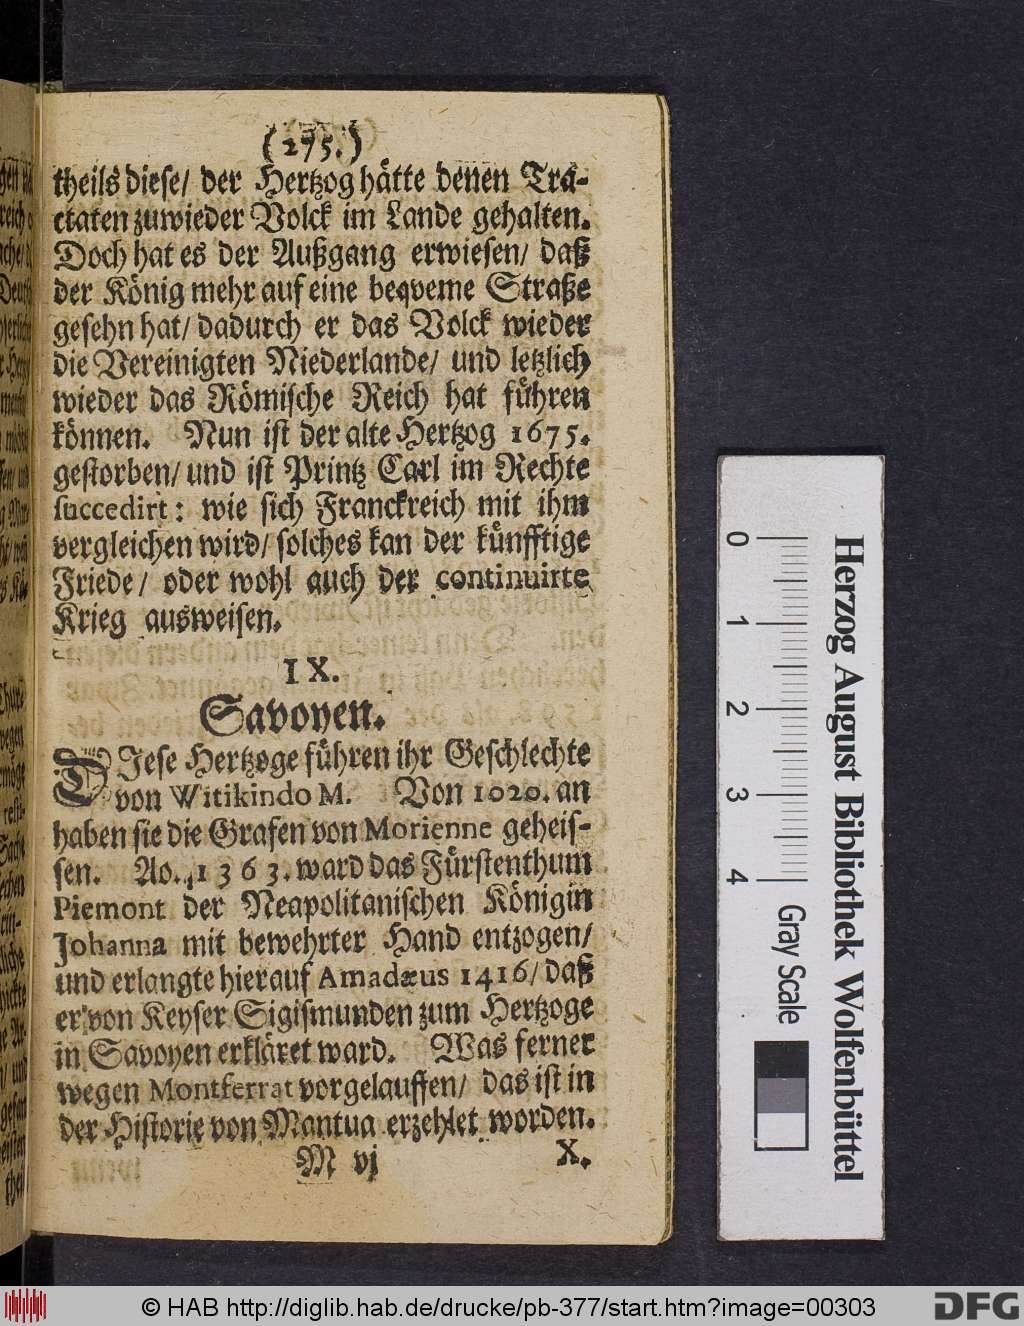 (275.)
theils diese/ der Hertzog hätte denen Tra-
ctaten zuwieder Volck im Lande gehalten.
Doch hat es der Außgang erwiesen/ daß
der König mehr auf eine beqveme Straße
gesehn hat/ dadurch er das Volck wieder
die Vereinigten Niederlande/ und letzlich
wieder das Römische Reich hat führen
können. Nun ist der alte Hertzog 1675.
gestorben/ und ist Printz Carl im Rechte
succedirt: wie sich Franckreich mit ihm
vergleichen wird/ solches kan der künfftige
Friede/ oder wohl auch der continuirte
Krieg ausweisen.
IX.
Savoyen.
DJese Hertzoge führen ihr Geschlechte
von Witikindo M. Von 1020. an
haben sie die Grafen von Morienne geheis-
sen. Ao. 1363. ward das Fürstenthum
Piemont der Neapolitanischen Königin
Johanna mit bewehrter Hand entzogen/
und erlangte hierauf Amadæus 1416/ daß
er von Keyser Sigismunden zum Hertzoge
in Savoyen erkläret ward. Was ferner
wegen Montferrat vorgelauffen/ das ist in
der Historie von Mantua erzehlet worden.
M vj X.
0 1 2 3 4
Herzog August Bibliothek Wolfenbüttel
Gray Scale
© HAB http://diglib.hab.de/drucke/pb-377/start.htm?image=00303
DFG